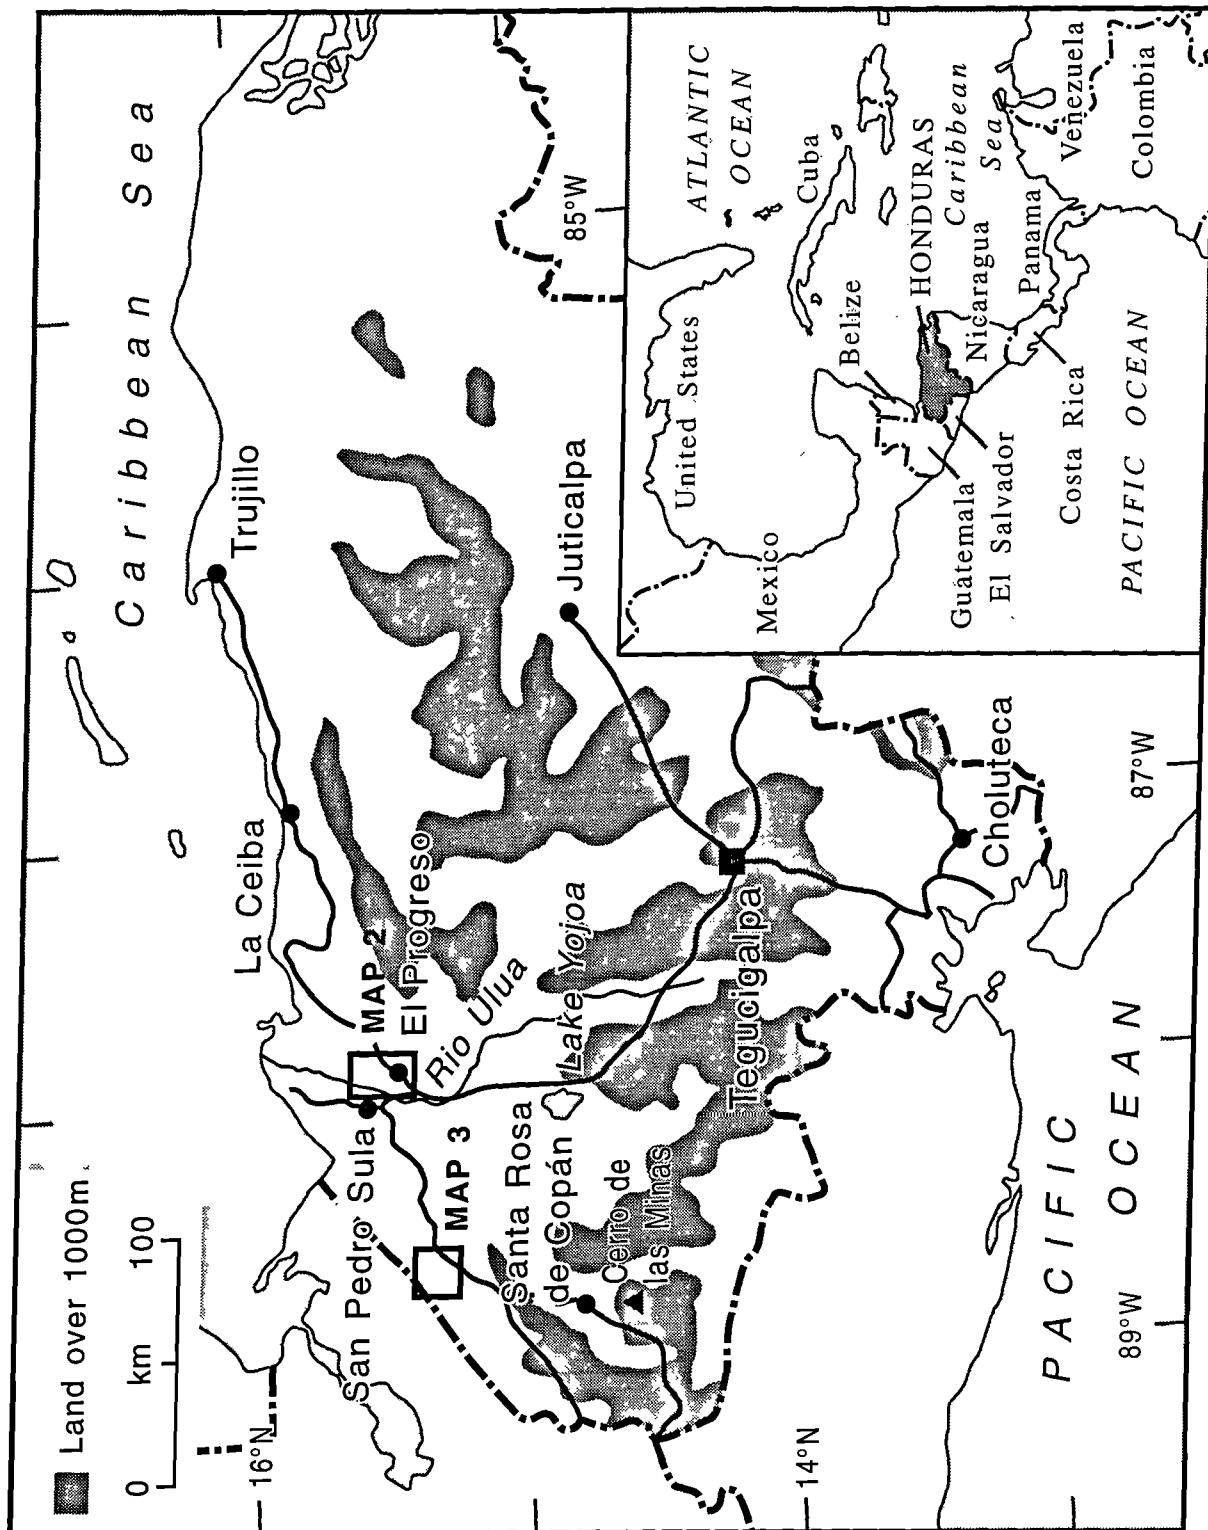 Land over 1000m.
0
km
100
16°N
14°N
89°W
87°W
85°W
Caribbean Sea
Trujillo
La Ceiba
Juticalpa
MAP 2
El Progreso
Rio Ulua
San Pedro Sula
MAP 3
Lake Yojoa
Santa Rosa
de Copán
Cerro de
las Minas
Tegucigalpa
Choluteca
PACIFIC
OCEAN
ATLANTIC
OCEAN
United States
Cuba
Mexico
Belize
HONDURAS
Caribbean
Sea
Nicaragua
Guatemala
El Salvador
Costa Rica
Panama
Venezuela
Colombia
PACIFIC OCEAN